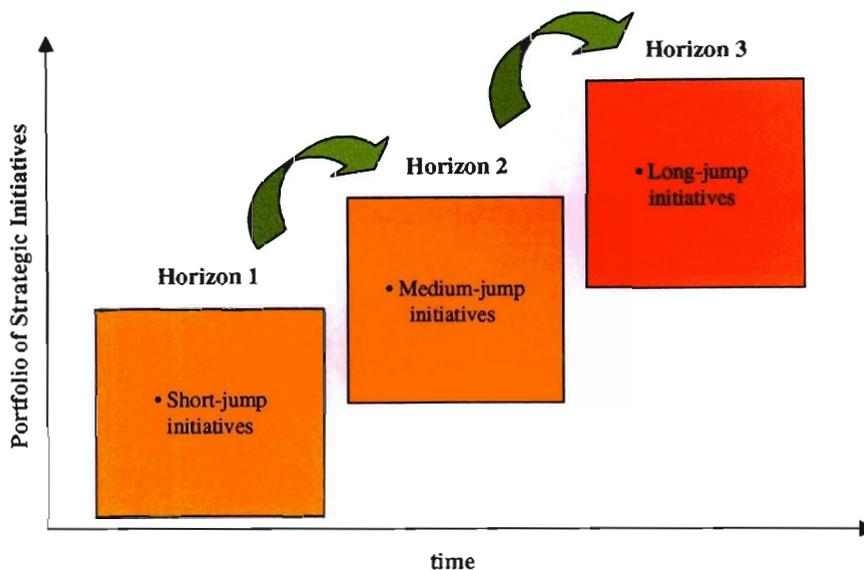 Horizon 3
• Long-jump
initiatives
Horizon 2
• Medium-jump
initiatives
Horizon 1
• Short-jump
initiatives
Portfolio of Strategic Initiatives
time